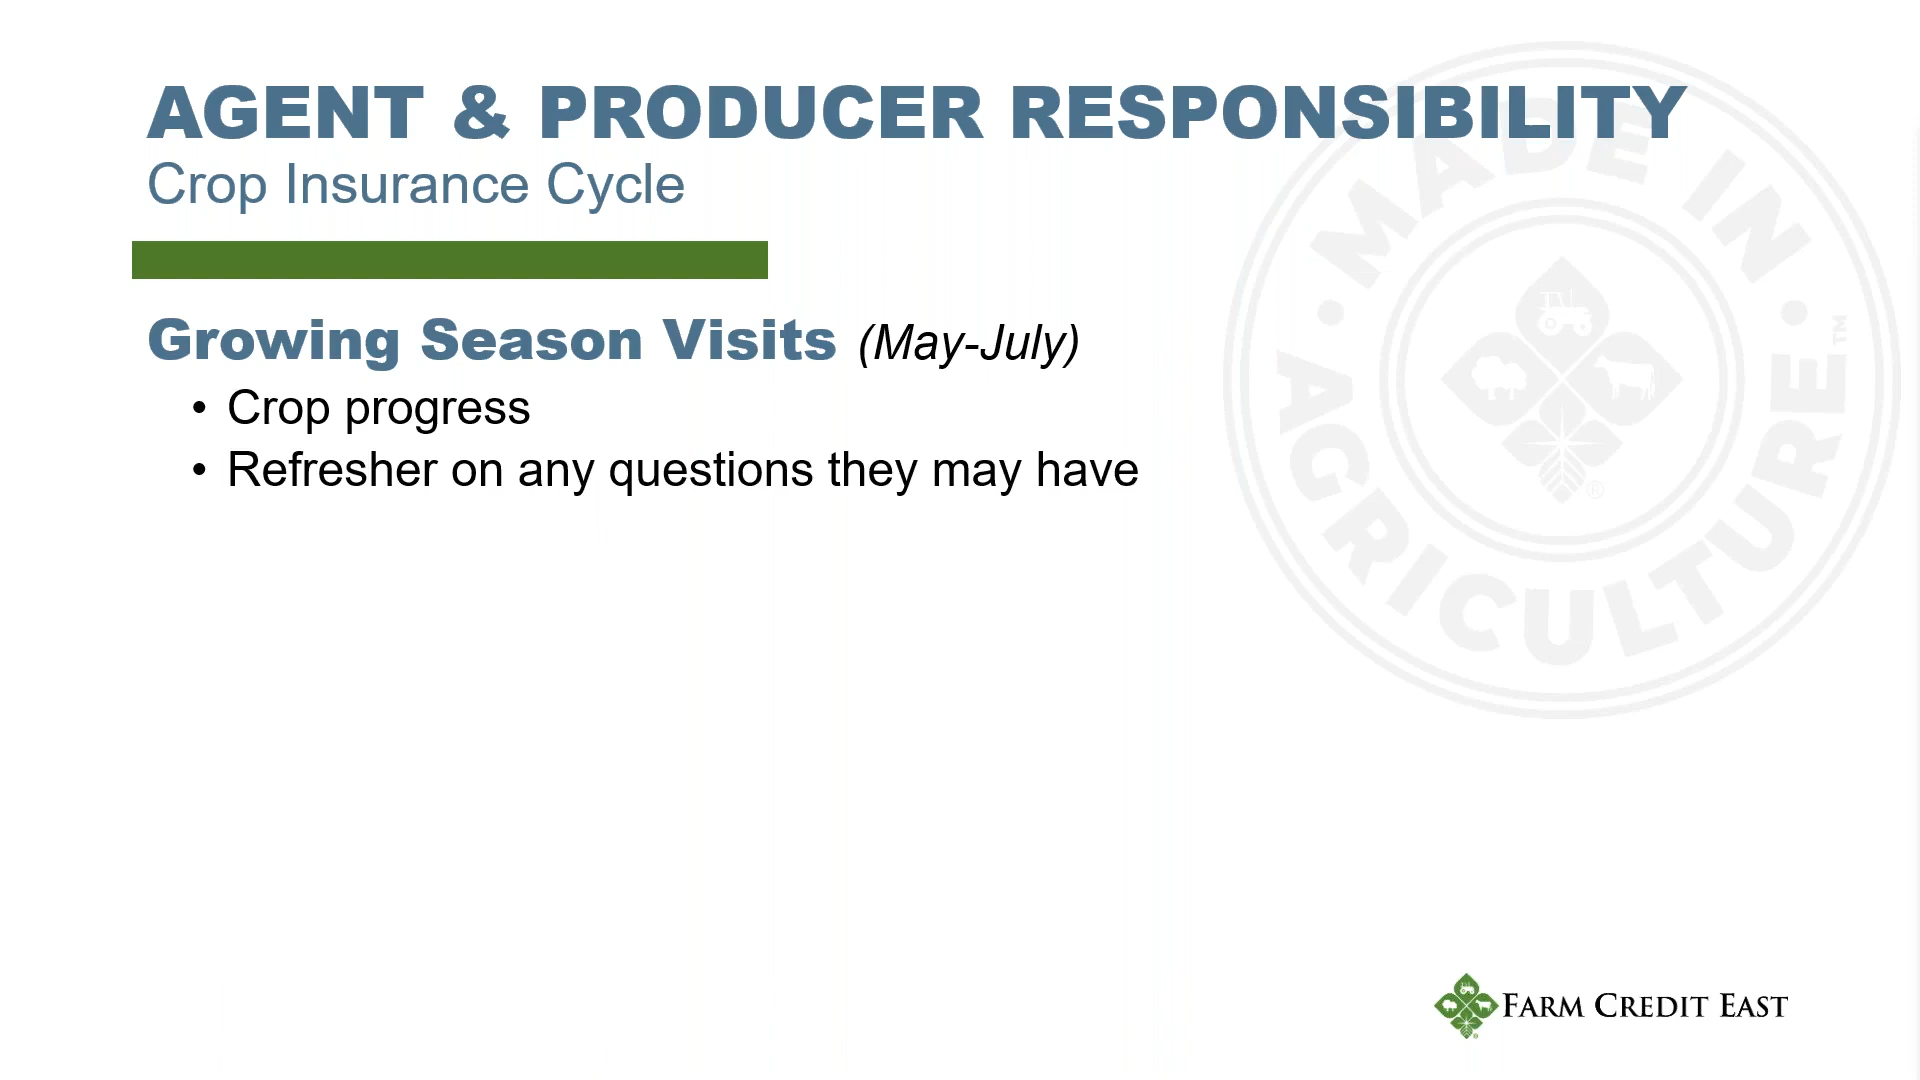 AGENT & PRODUCER RESPONSIBILITY
Crop Insurance Cycle
Growing Season Visits (May-July)
• Crop progress
• Refresher on any questions they may have
• MADE IN •
AGRICULTURE
TM
®
FARM CREDIT EAST